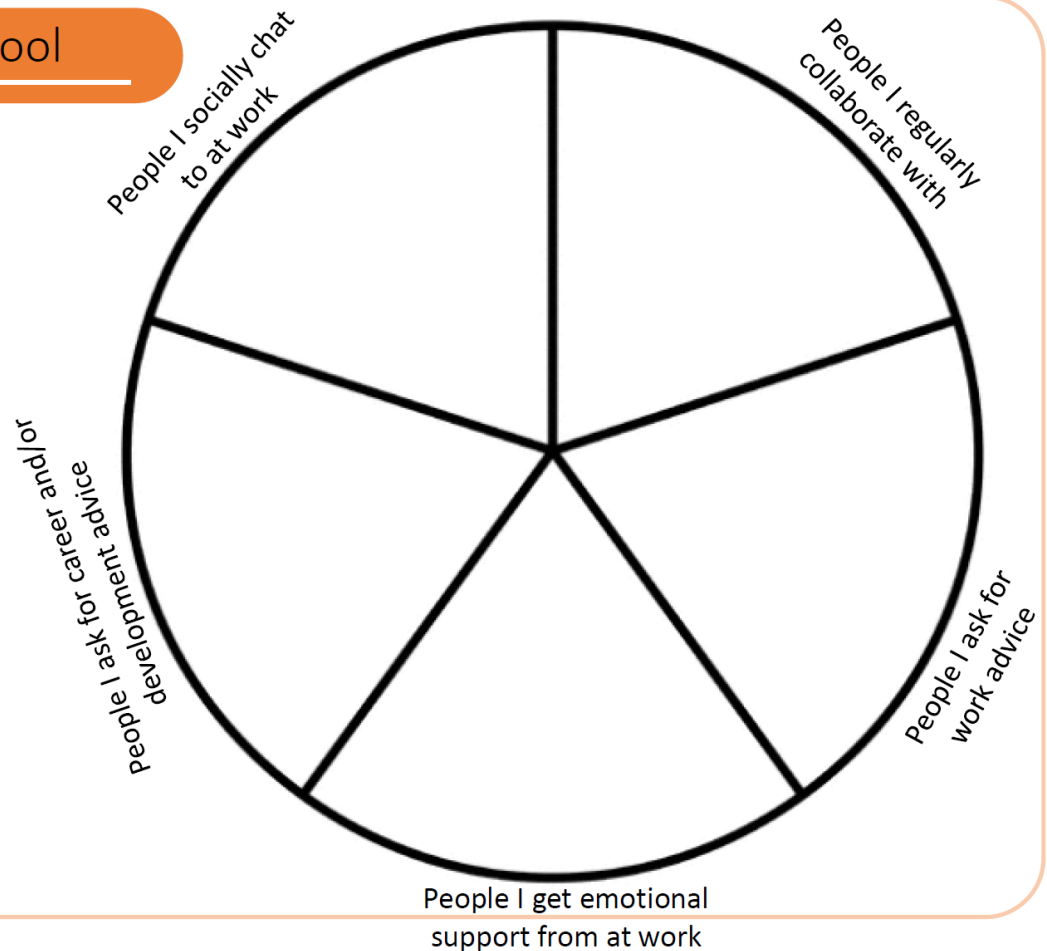 ool
People I socially chat
to at work
People I regularly
collaborate with
People I ask for career and/or
development advice
People I ask for
work advice
People I get emotional
support from at work